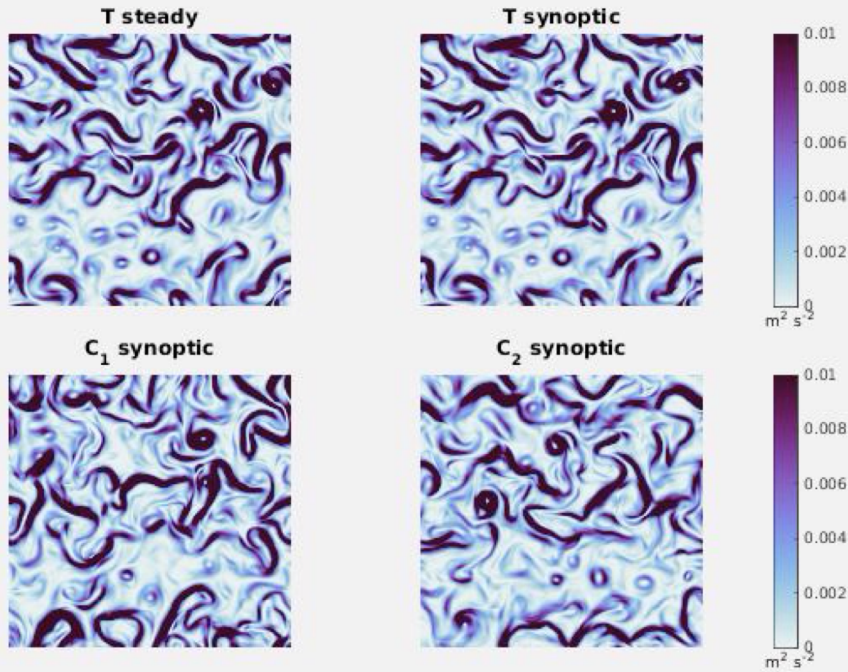 T steady
T synoptic
0.01
0.008
0.006
0.004
0.002
0
m² s⁻²
C₁ synoptic
C₂ synoptic
0.01
0.008
0.006
0.004
0.002
0
m² s⁻²